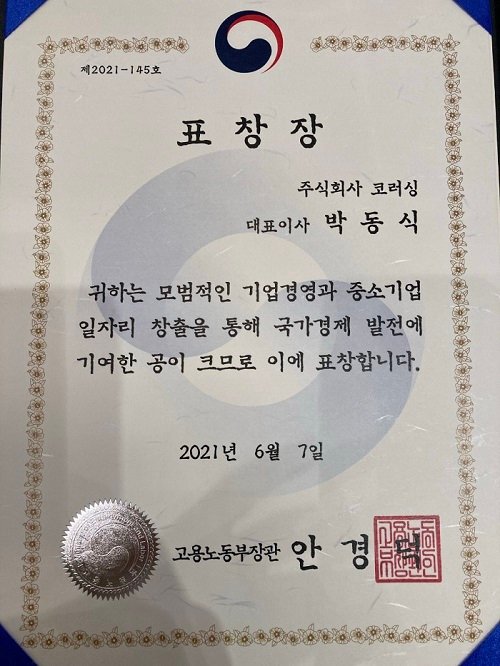 제2021-145호
표창장
주식회사 코러싱
대표이사 박동식
귀하는 모범적인 기업경영과 중소기업
일자리 창출을 통해 국가경제 발전에
기여한 공이 크므로 이에 표창합니다.
2021년 6월 7일
고용노동부장관 안경덕